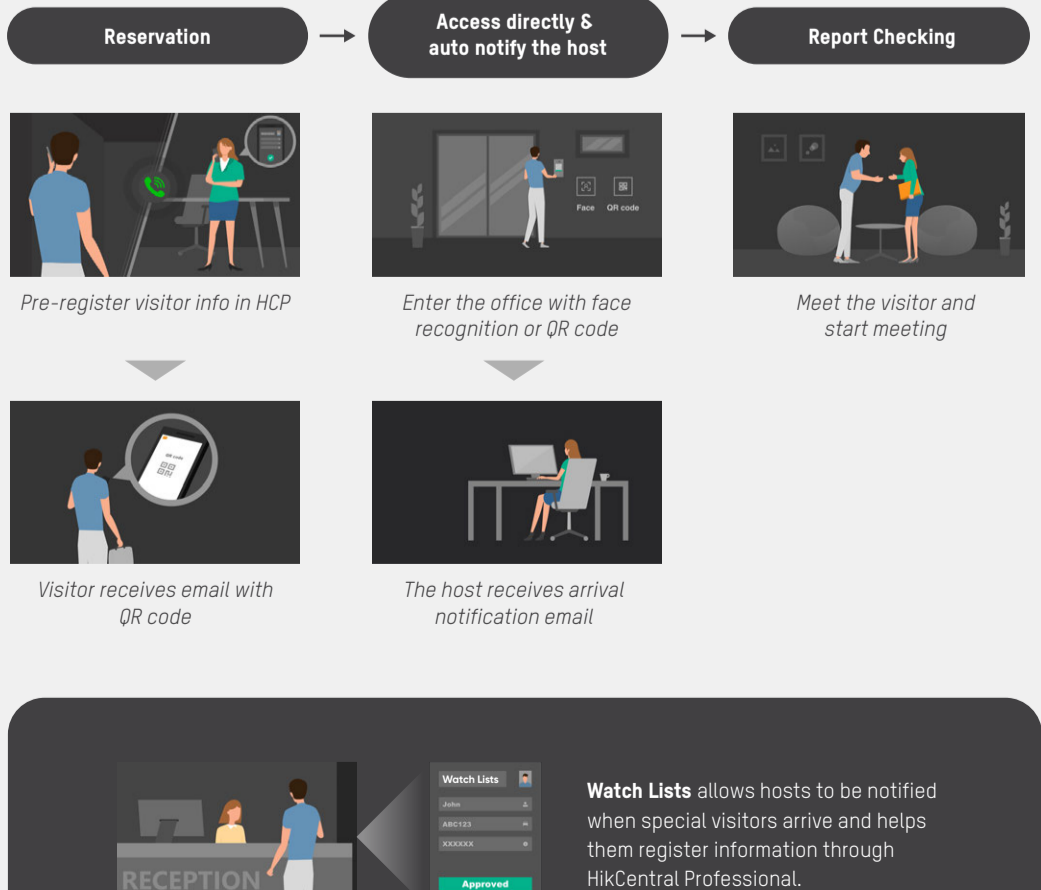 Reservation
Access directly &
auto notify the host
Report Checking
Face
QR code
Pre-register visitor info in HCP
Enter the office with face
recognition or QR code
Meet the visitor and
start meeting
QR code
Visitor receives email with
QR code
The host receives arrival
notification email
Watch Lists
John
ABC123
XXXXXX
Approved
RECEPTION
Watch Lists allows hosts to be notified
when special visitors arrive and helps
them register information through
HikCentral Professional.